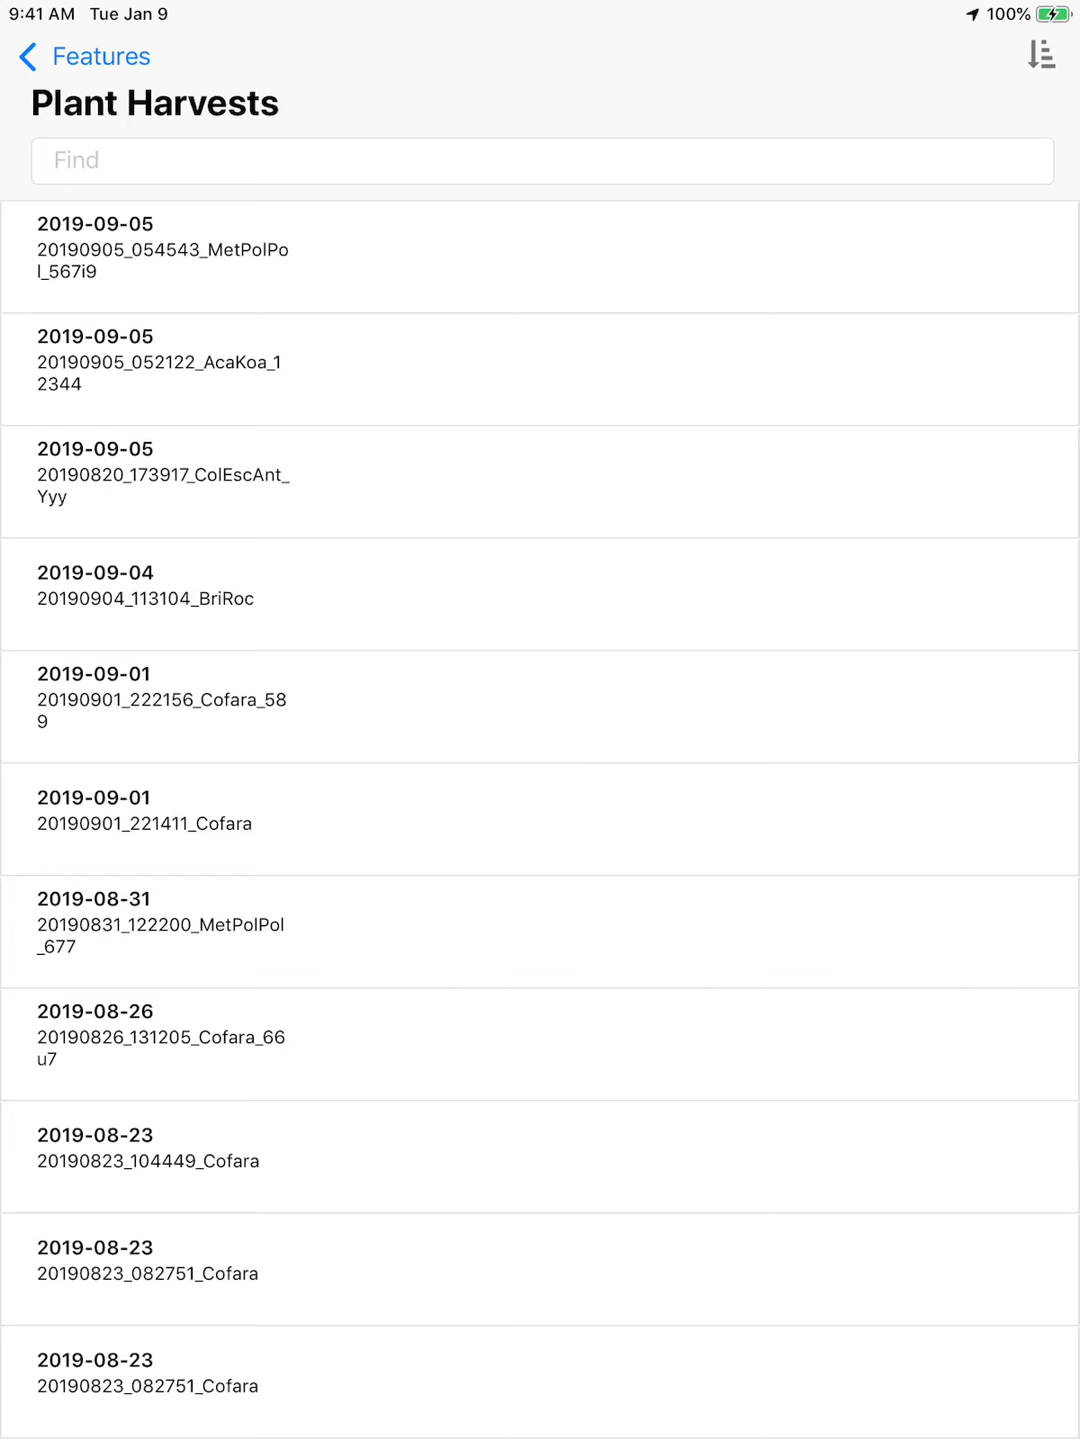 9:41 AM Tue Jan 9 100%
Features
Plant Harvests
Find
2019-09-05
20190905_054543_MetPolPo
l_567i9
2019-09-05
20190905_052122_AcaKoa_1
2344
2019-09-05
20190820_173917_ColEscAnt_
Yyy
2019-09-04
20190904_113104_BriRoc
2019-09-01
20190901_222156_Cofara_58
9
2019-09-01
20190901_221411_Cofara
2019-08-31
20190831_122200_MetPolPol
_677
2019-08-26
20190826_131205_Cofara_66
u7
2019-08-23
20190823_104449_Cofara
2019-08-23
20190823_082751_Cofara
2019-08-23
20190823_082751_Cofara